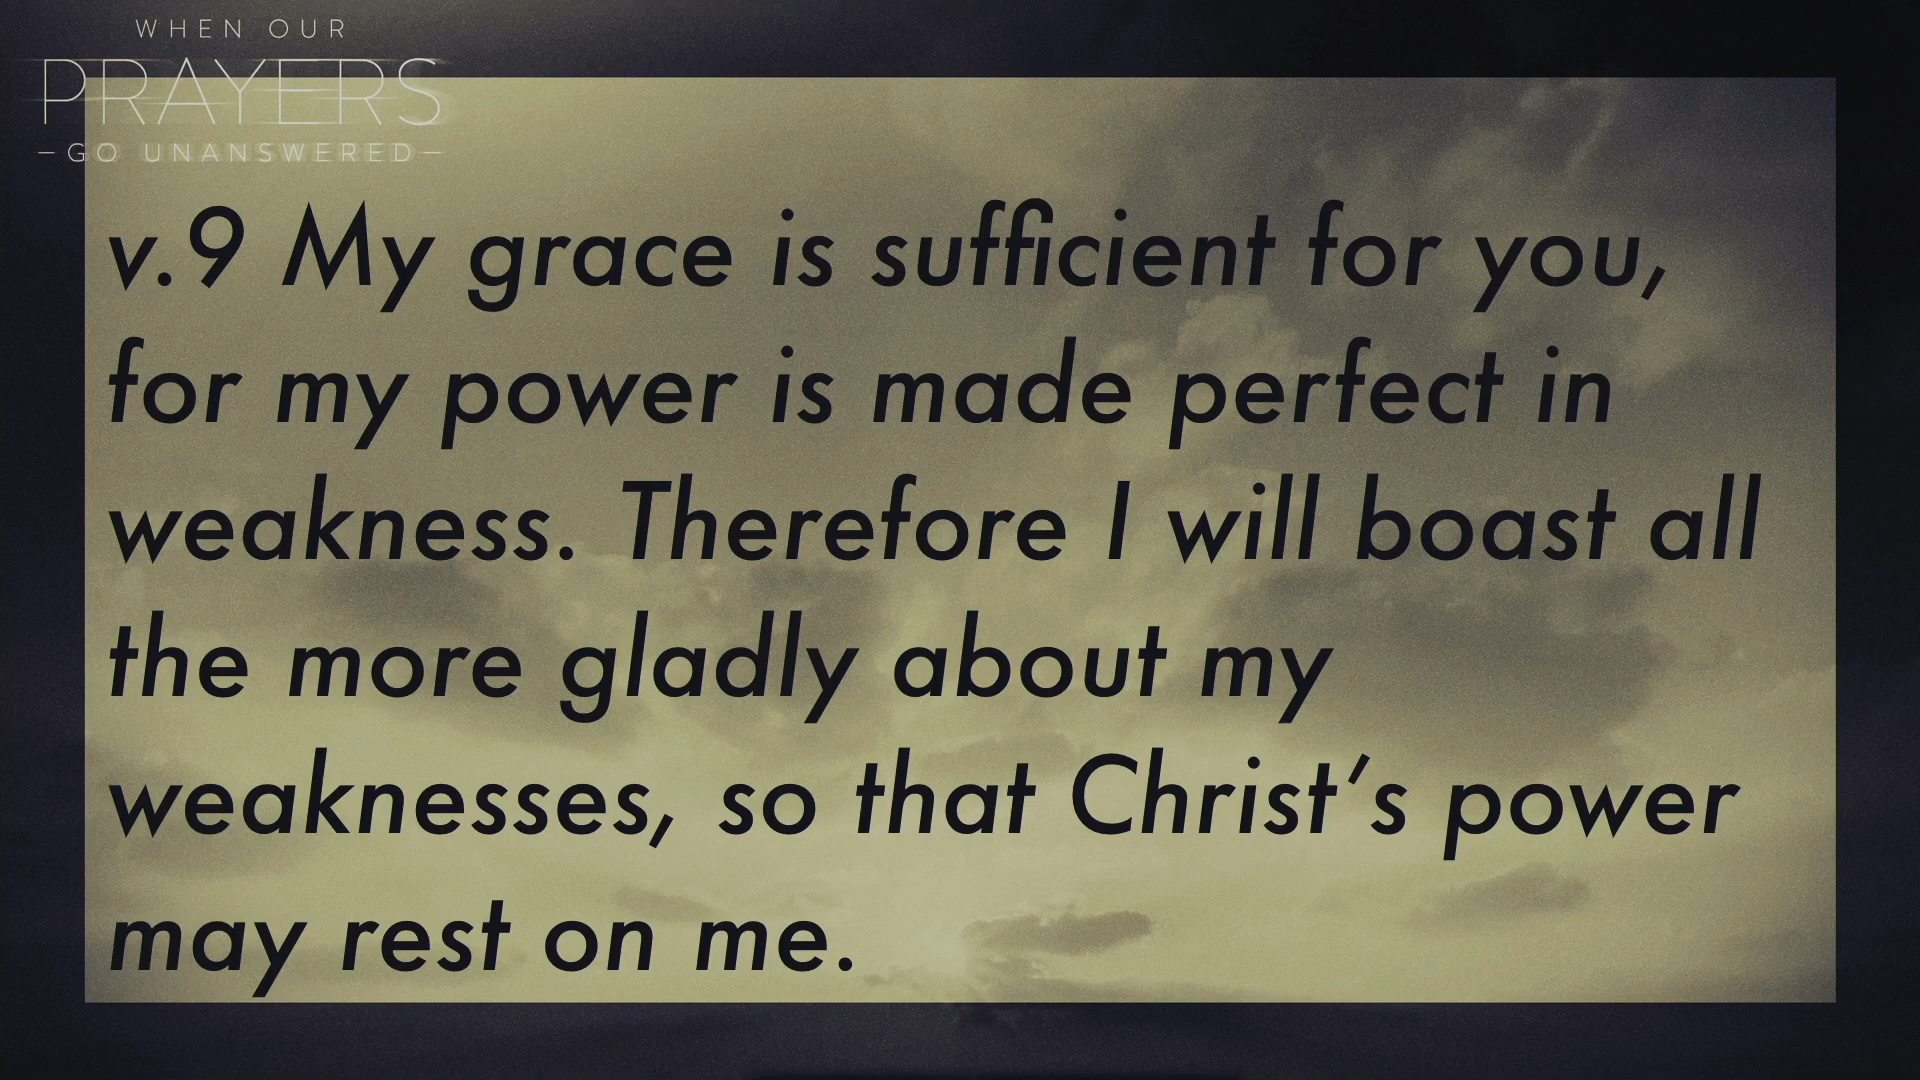 WHEN OUR
PRAYERS
- GO UNANSWERED -
v.9 My grace is sufficient for you,
for my power is made perfect in
weakness. Therefore I will boast all
the more gladly about my
weaknesses, so that Christ’s power
may rest on me.